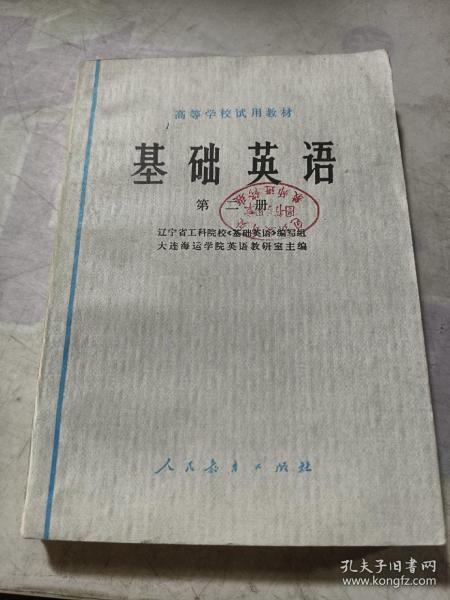 高等学校试用教材
基础英语
第二册
辽宁省工科院校《基础英语》编写组
大连海运学院英语教研室主编
人民教育出版社
孔夫子旧书网
www.kongfz.com